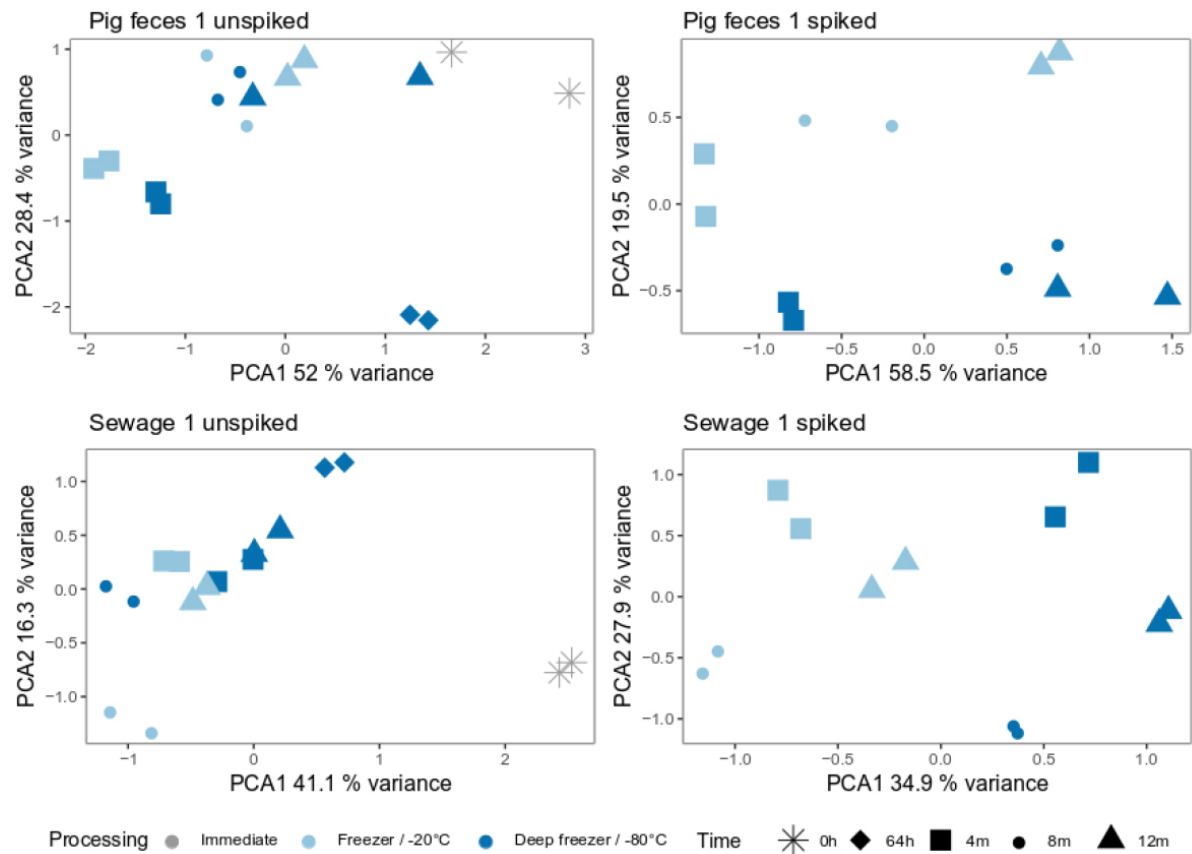 Pig feces 1 unspiked
Pig feces 1 spiked
1
0
−1
−2
PCA2 28.4 % variance
−2 −1 0 1 2 3
PCA1 52 % variance
0.5
0.0
−0.5
PCA2 19.5 % variance
−1.0 −0.5 0.0 0.5 1.0 1.5
PCA1 58.5 % variance
Sewage 1 unspiked
Sewage 1 spiked
1.0
0.5
0.0
−0.5
−1.0
PCA2 16.3 % variance
−1 0 1 2
PCA1 41.1 % variance
1.0
0.5
0.0
−0.5
−1.0
PCA2 27.9 % variance
−1.0 −0.5 0.0 0.5 1.0
PCA1 34.9 % variance
Processing Immediate Freezer / -20°C Deep freezer / -80°C Time 0h 64h 4m 8m 12m